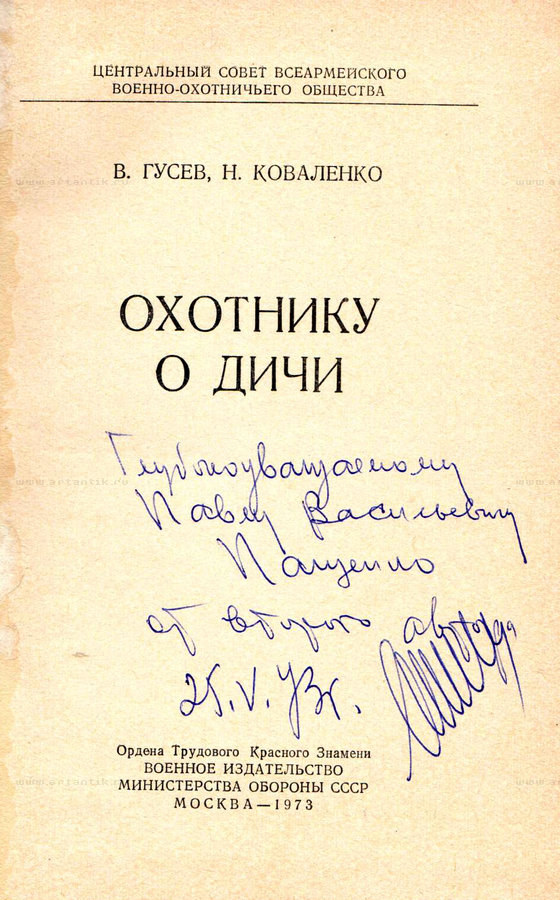 ЦЕНТРАЛЬНЫЙ СОВЕТ ВСЕАРМЕЙСКОГО
ВОЕННО-ОХОТНИЧЬЕГО ОБЩЕСТВА
В. ГУСЕВ, Н. КОВАЛЕНКО
ОХОТНИКУ
О ДИЧИ
Глубокоуважаемому
Павлу Васильевичу
Пащенко
от второго автора
25.V.73г.
Ордена Трудового Красного Знамени
ВОЕННОЕ ИЗДАТЕЛЬСТВО
МИНИСТЕРСТВА ОБОРОНЫ СССР
МОСКВА — 1973